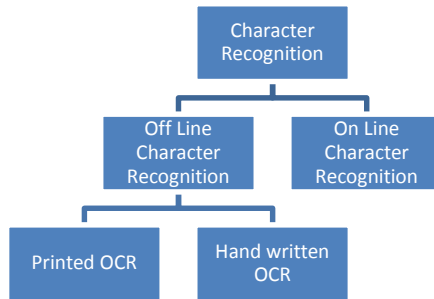 Character
Recognition
Off Line
Character
Recognition
On Line
Character
Recognition
Printed OCR
Hand written
OCR